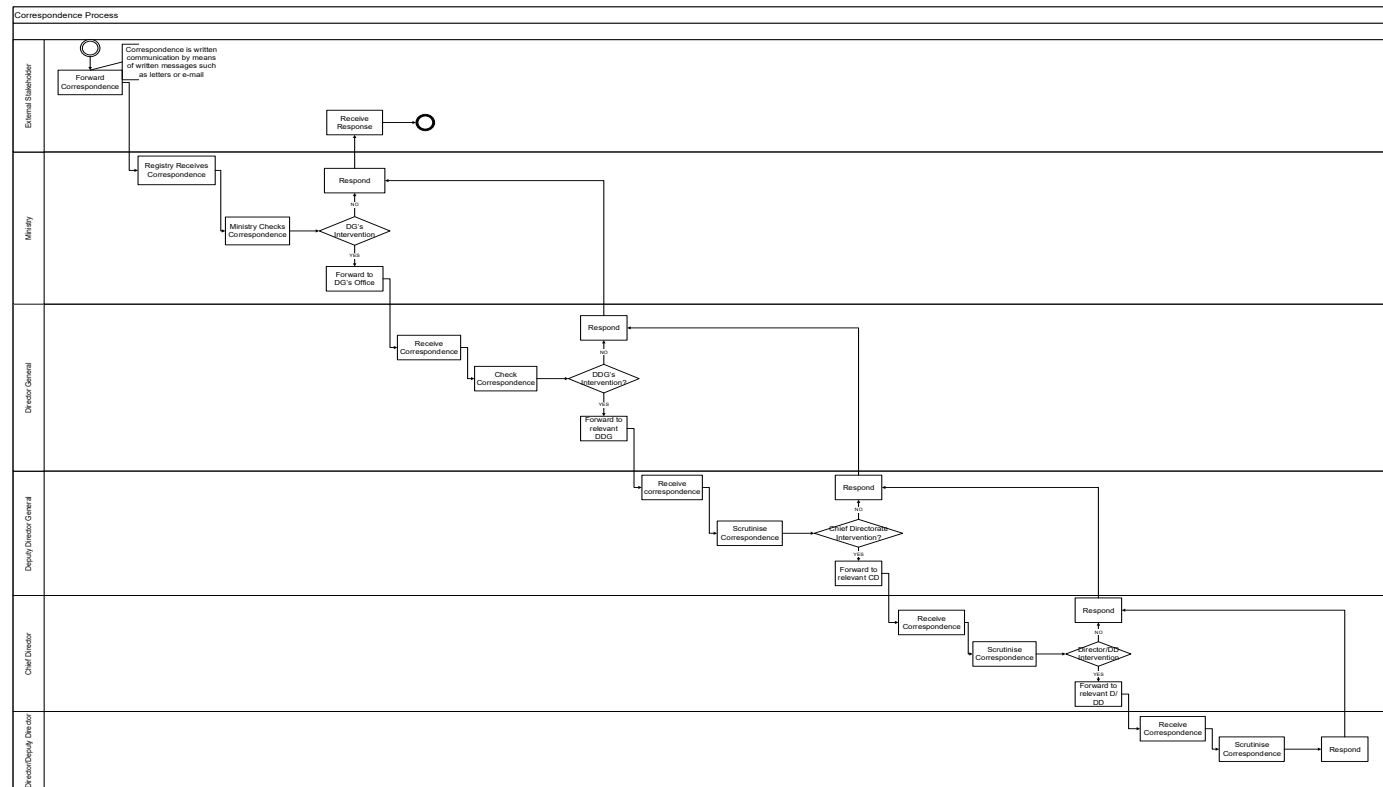 Correspondence Process
External Stakeholder
Correspondence is written
communication by means
of written messages such
as letters or e-mail
Forward
Correspondence
Receive
Response
Ministry
Registry Receives
Correspondence
Respond
NO
Ministry Checks
Correspondence
DG's
Intervention
YES
Forward to
DG's Office
Director General
Respond
Receive
Correspondence
NO
Check
Correspondence
DDG's
Intervention?
YES
Forward to
relevant
DDG
Deputy Director General
Receive
correspondence
Respond
NO
Scrutinise
Correspondence
Chief Directorate
Intervention?
YES
Forward to
relevant CD
Chief Director
Respond
Receive
Correspondence
NO
Scrutinise
Correspondence
Director/DD
Intervention
YES
Forward to
relevant D/
DD
Director/Deputy Director
Receive
Correspondence
Scrutinise
Correspondence
Respond